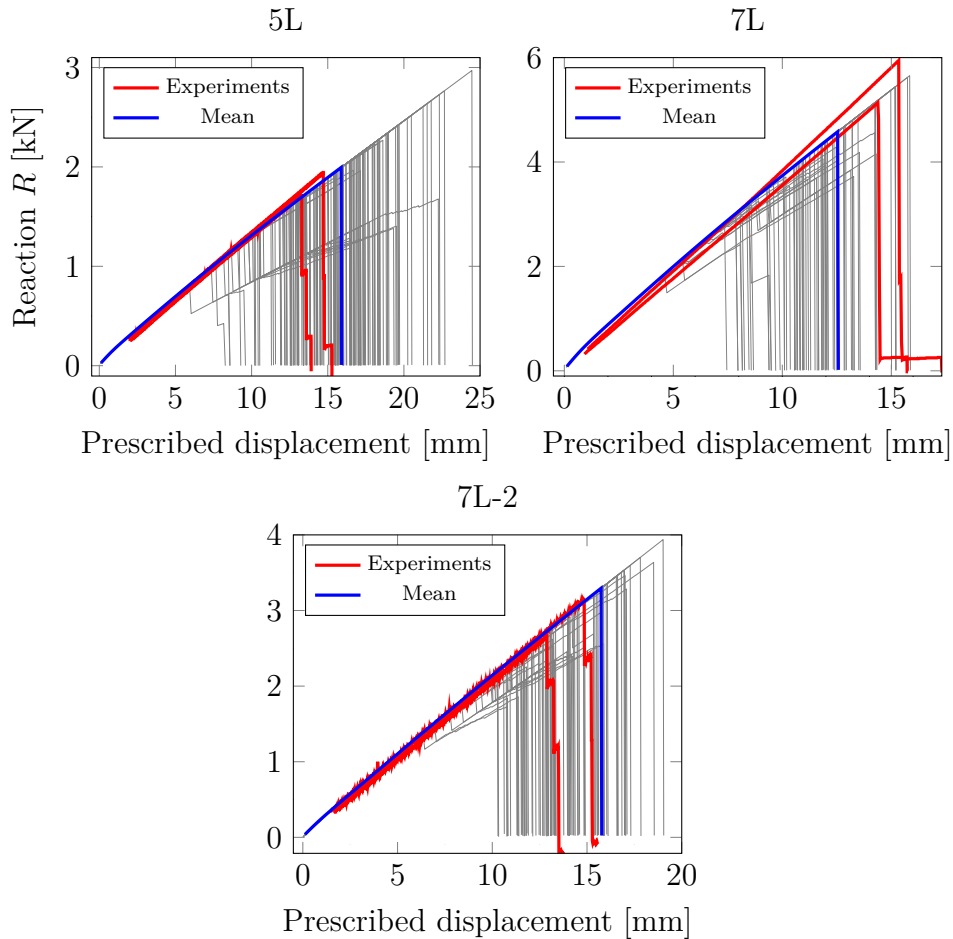 5L
7L
Experiments
Mean
Experiments
Mean
Reaction R [kN]
0
1
2
3
0
5
10
15
20
25
0
2
4
6
0
5
10
15
Prescribed displacement [mm]
Prescribed displacement [mm]
7L-2
Experiments
Mean
0
1
2
3
4
0
5
10
15
20
Prescribed displacement [mm]